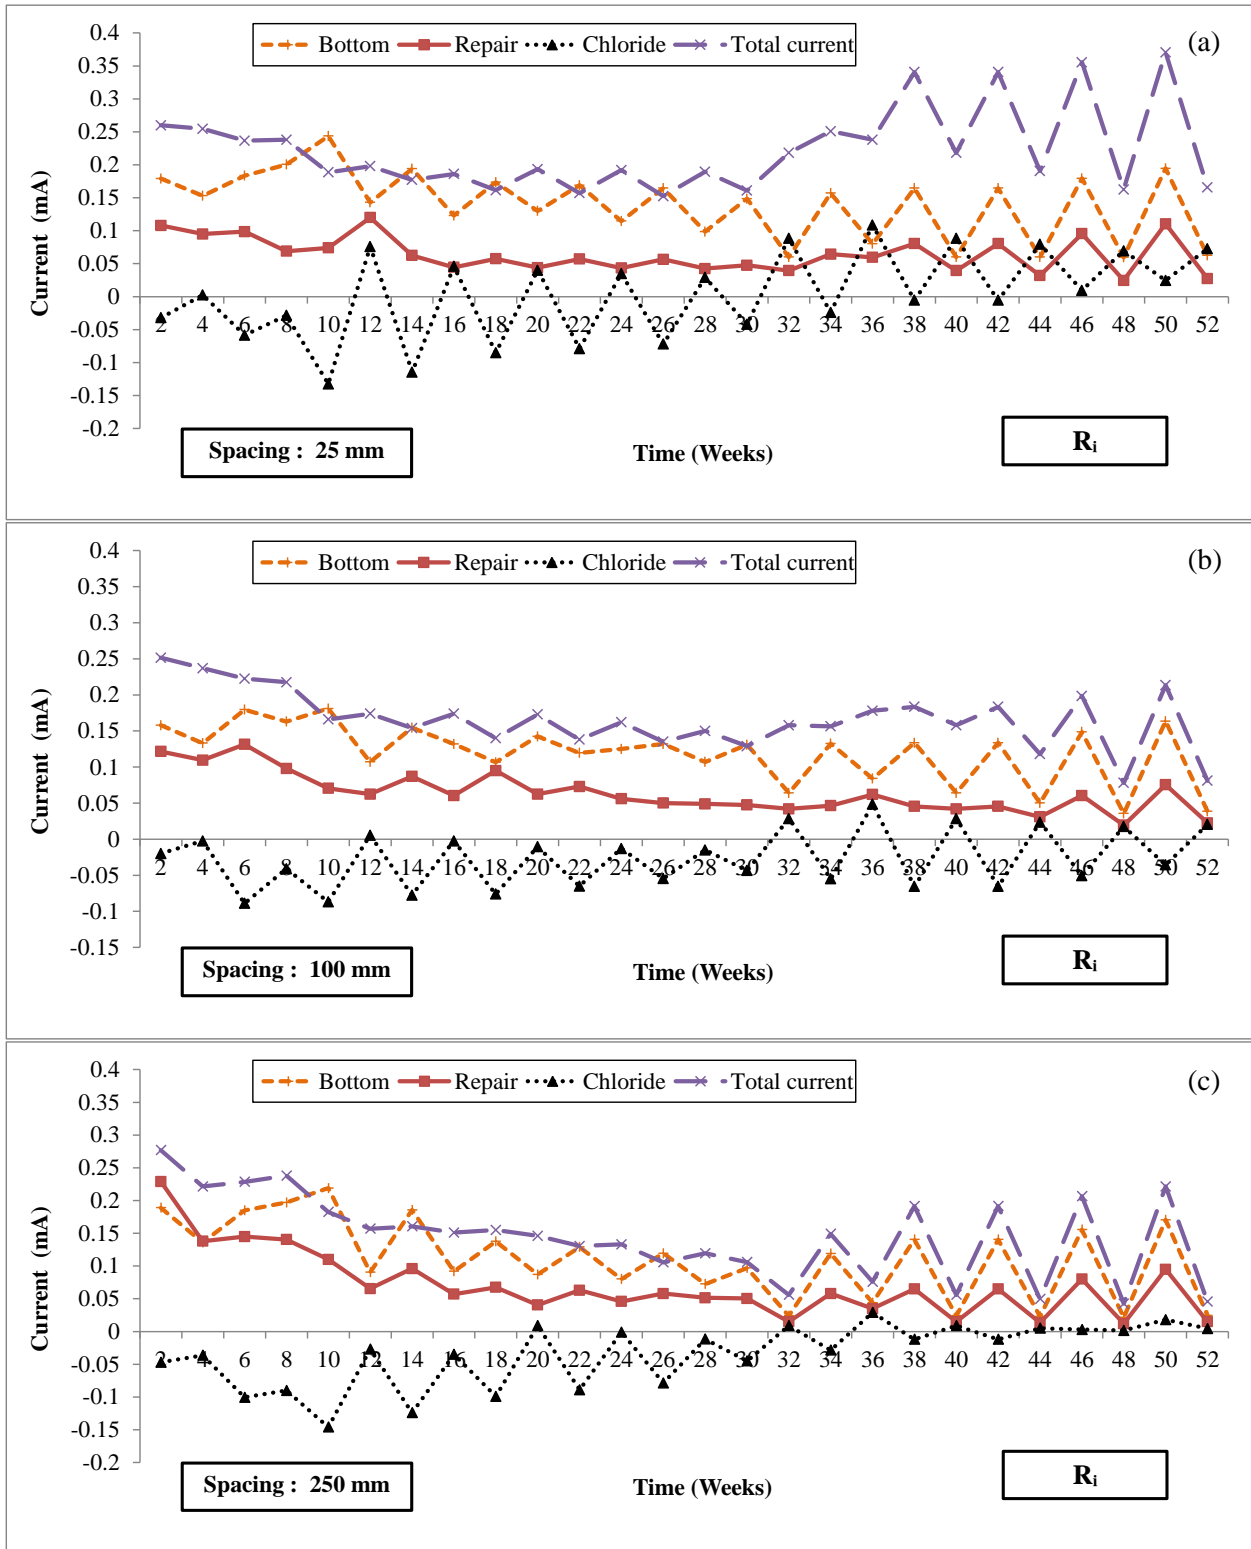 Bottom Repair Chloride Total current
(a)
0.4
0.35
0.3
0.25
0.2
0.15
0.1
0.05
0
-0.05
-0.1
-0.15
-0.2
Current (mA)
2 4 6 8 10 12 14 16 18 20 22 24 26 28 30 32 34 36 38 40 42 44 46 48 50 52
Spacing : 25 mm
Time (Weeks)
Ri
Bottom Repair Chloride Total current
(b)
0.4
0.35
0.3
0.25
0.2
0.15
0.1
0.05
0
-0.05
-0.1
-0.15
Current (mA)
2 4 6 8 10 12 14 16 18 20 22 24 26 28 30 32 34 36 38 40 42 44 46 48 50 52
Spacing : 100 mm
Time (Weeks)
Ri
Bottom Repair Chloride Total current
(c)
0.4
0.35
0.3
0.25
0.2
0.15
0.1
0.05
0
-0.05
-0.1
-0.15
-0.2
Current (mA)
2 4 6 8 10 12 14 16 18 20 22 24 26 28 30 32 34 36 38 40 42 44 46 48 50 52
Spacing : 250 mm
Time (Weeks)
Ri